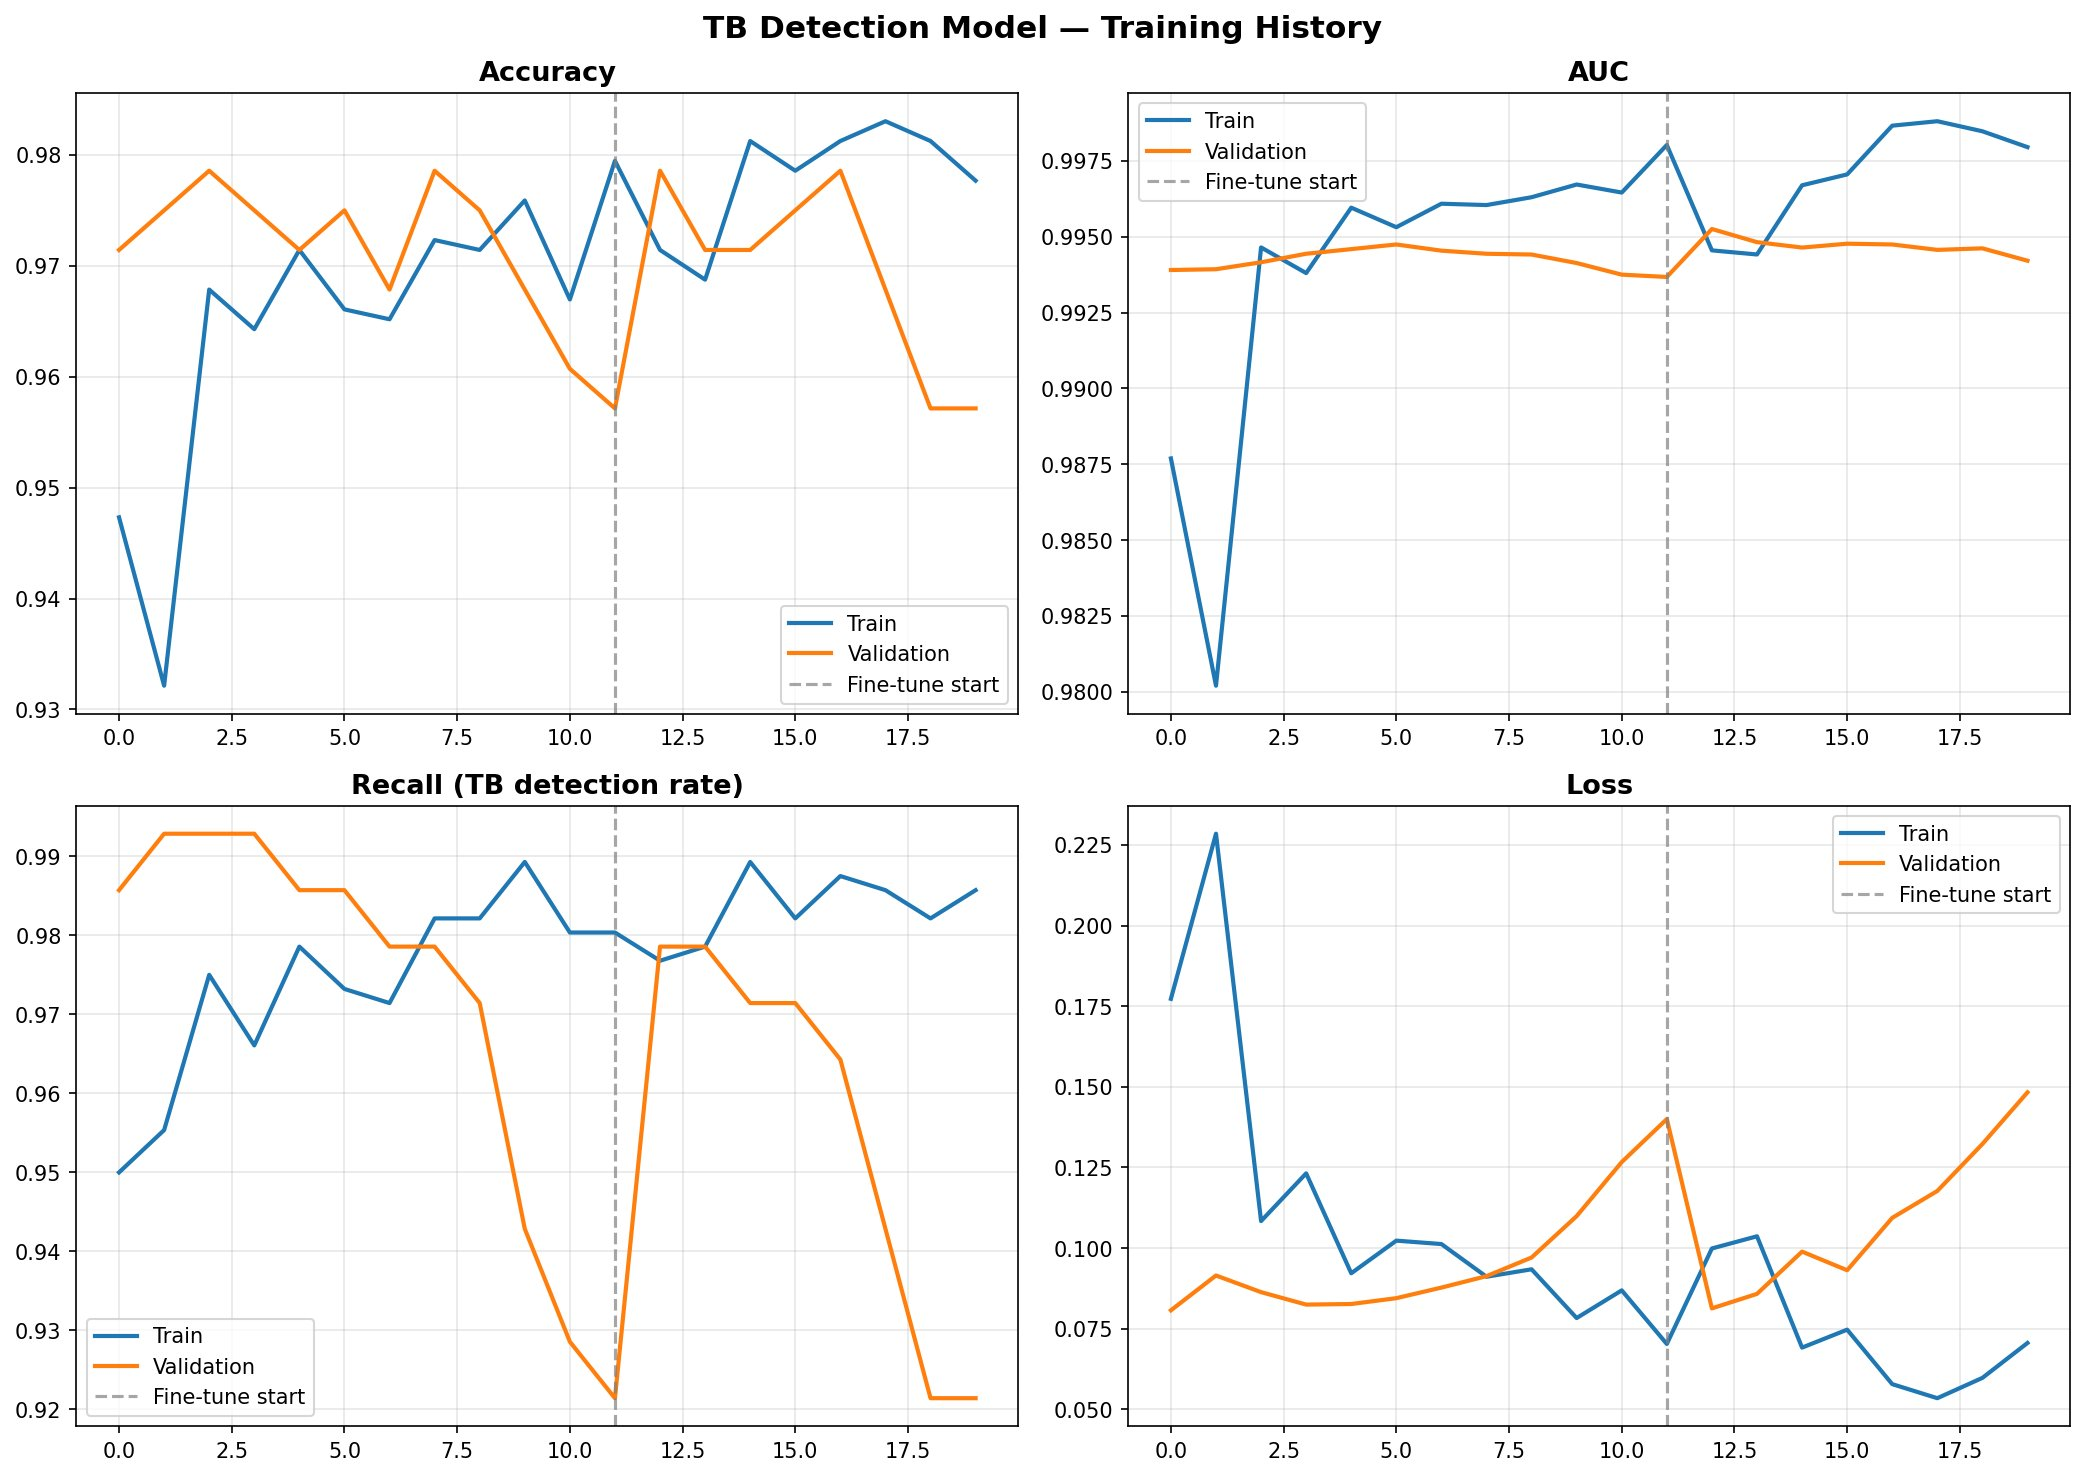 TB Detection Model — Training History
Accuracy
0.98
0.97
0.96
0.95
0.94
0.93
0.0 2.5 5.0 7.5 10.0 12.5 15.0 17.5
Train
Validation
Fine-tune start
AUC
0.9975
0.9950
0.9925
0.9900
0.9875
0.9850
0.9825
0.9800
0.0 2.5 5.0 7.5 10.0 12.5 15.0 17.5
Train
Validation
Fine-tune start
Recall (TB detection rate)
0.99
0.98
0.97
0.96
0.95
0.94
0.93
0.92
0.0 2.5 5.0 7.5 10.0 12.5 15.0 17.5
Train
Validation
Fine-tune start
Loss
0.225
0.200
0.175
0.150
0.125
0.100
0.075
0.050
0.0 2.5 5.0 7.5 10.0 12.5 15.0 17.5
Train
Validation
Fine-tune start